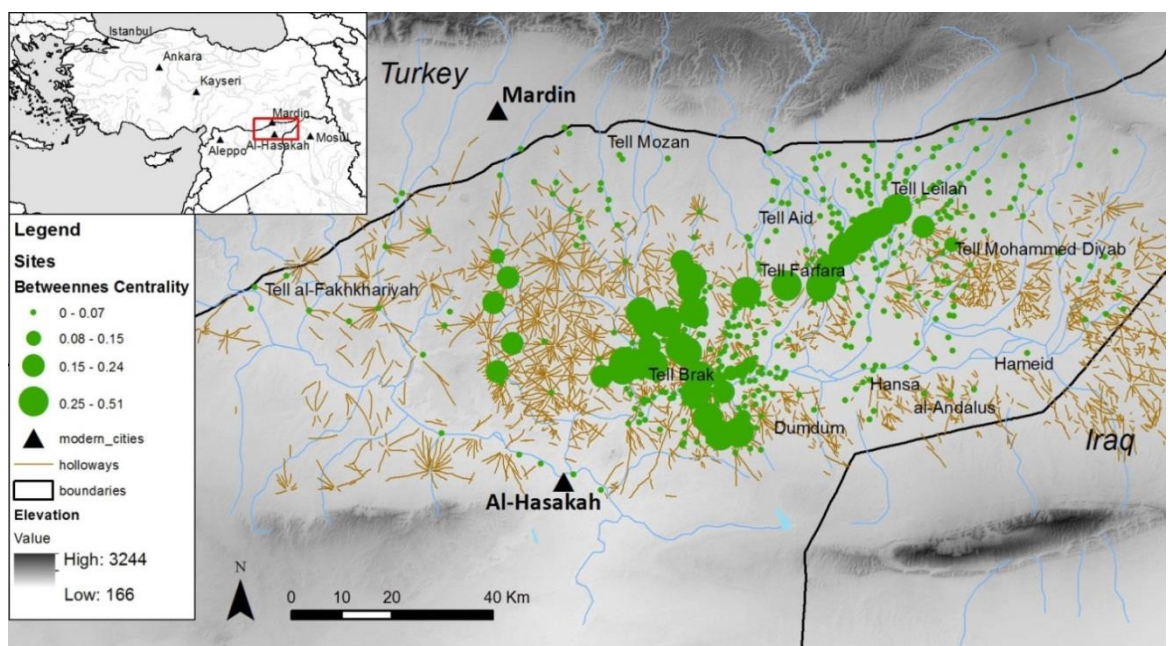 Istanbul
Ankara
Kayseri
Mardin
Aleppo
Al-Hasakah
Mosul
Legend
Sites
Betweennes Centrality
0 - 0.07
0.08 - 0.15
0.15 - 0.24
0.25 - 0.51
modern_cities
holloways
boundaries
Elevation
Value
High: 3244
Low: 166
Turkey
Mardin
Tell Mozan
Tell Leilan
Tell Aid
Tell Mohammed Diyab
Tell Farfara
Tell al-Fakhkhariyah
Tell Brak
Hameid
Hansa
al-Andalus
Dumdum
Iraq
Al-Hasakah
N
0 10 20 40 Km